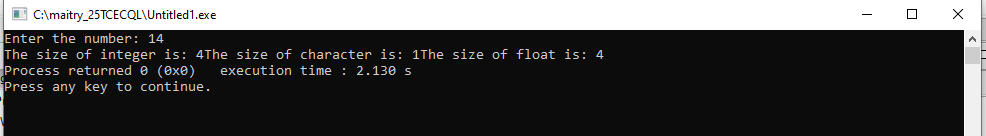 C:\maitry_25TCECQL\Untitled1.exe
Enter the number: 14
The size of integer is: 4The size of character is: 1The size of float is: 4
Process returned 0 (0x0)   execution time : 2.130 s
Press any key to continue.